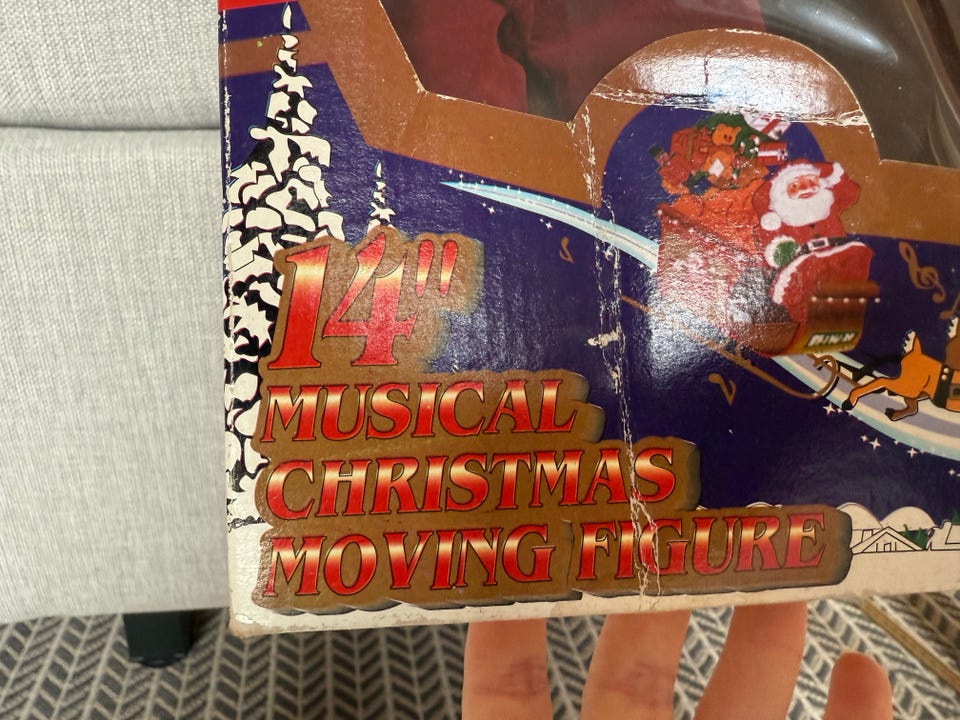 14"
MUSICAL
CHRISTMAS
MOVING FIGURE